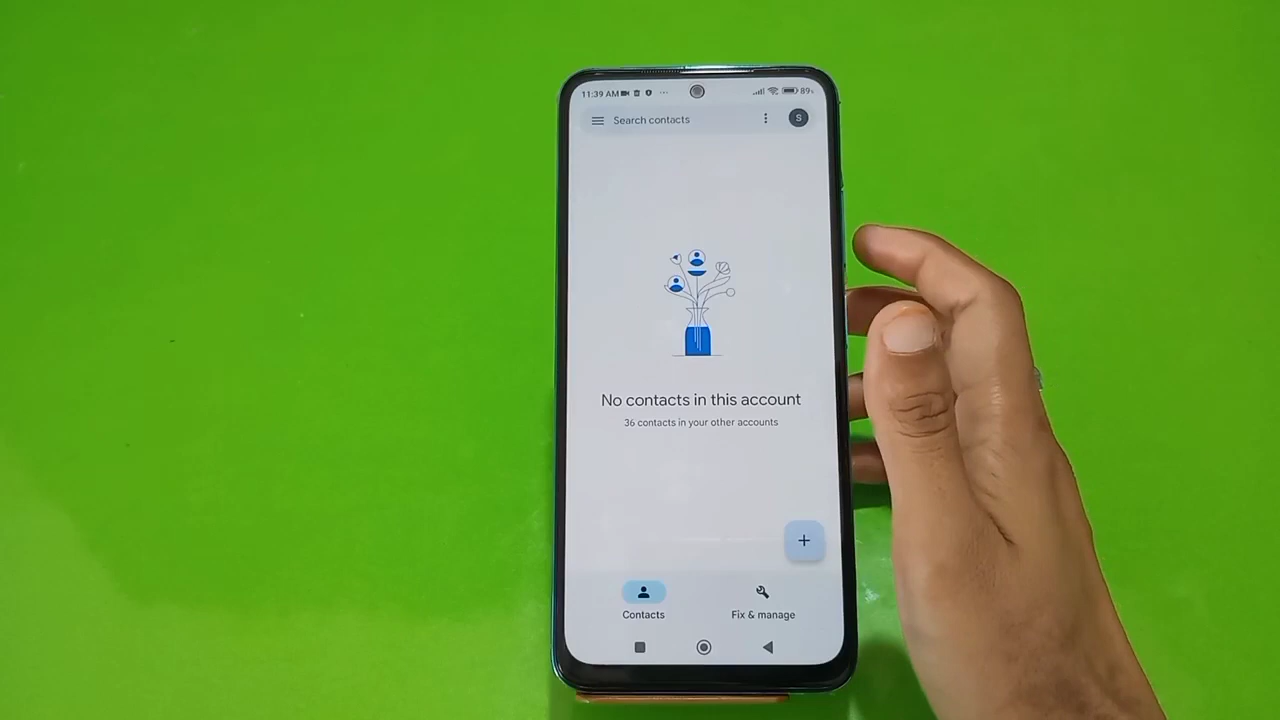 11:39 AM 89%
Search contacts S
No contacts in this account
36 contacts in your other accounts
Contacts Fix & manage